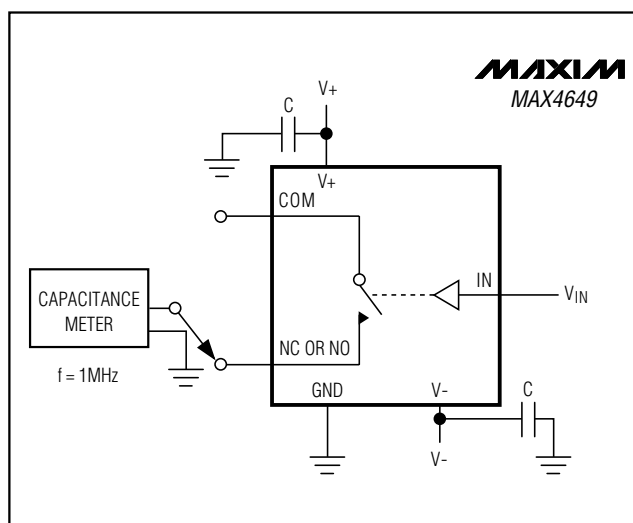 MAXIM
MAX4649
V+
C
V+
COM
IN
VIN
CAPACITANCE
METER
NC OR NO
f = 1MHz
GND
V-
C
V-